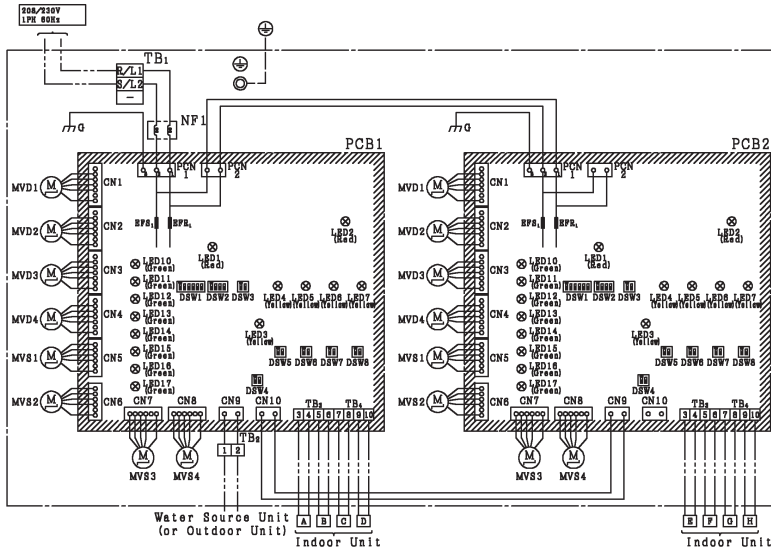 208/230V
1PH 60Hz
TB1
R/L1
S/L2
-
G
NF1
G
PCB1
PCB2
PCN 1
PCN 2
PCN 1
PCN 2
MVD1
MVD2
MVD3
MVD4
MVS1
MVS2
M
M
M
M
M
M
CN1
CN2
CN3
CN4
CN5
CN6
EFS1
EFR1
LED1
(Red)
LED2
(Red)
LED10
(Green)
LED11
(Green)
LED12
(Green)
LED13
(Green)
LED14
(Green)
LED15
(Green)
LED16
(Green)
LED17
(Green)
DSW1 DSW2 DSW3
LED4 LED5 LED6 LED7
(Yellow) (Yellow) (Yellow) (Yellow)
LED3
(Yellow)
DSW5 DSW6 DSW7 DSW8
DSW4
CN7 CN8 CN9 CN10
TB3 TB4
3 4 5 6 7 8 9 10
M M
MVS3 MVS4
TB2
1 2
Water Source Unit
(or Outdoor Unit)
A B C D
Indoor Unit
MVD1
MVD2
MVD3
MVD4
MVS1
MVS2
M
M
M
M
M
M
CN1
CN2
CN3
CN4
CN5
CN6
EFS1
EFR1
LED1
(Red)
LED2
(Red)
LED10
(Green)
LED11
(Green)
LED12
(Green)
LED13
(Green)
LED14
(Green)
LED15
(Green)
LED16
(Green)
LED17
(Green)
DSW1 DSW2 DSW3
LED4 LED5 LED6 LED7
(Yellow) (Yellow) (Yellow) (Yellow)
LED3
(Yellow)
DSW5 DSW6 DSW7 DSW8
DSW4
CN7 CN8 CN9 CN10
TB3 TB4
3 4 5 6 7 8 9 10
M M
MVS3 MVS4
E F G H
Indoor Unit